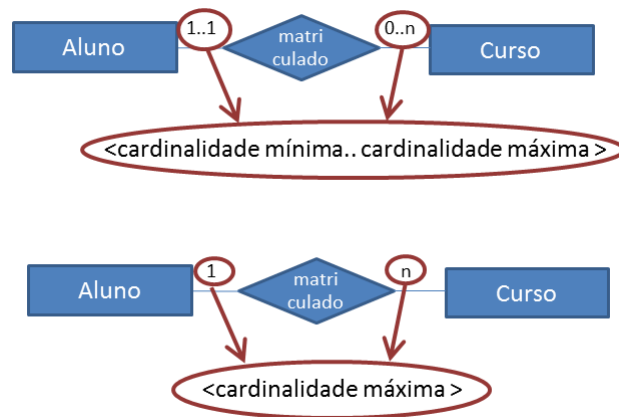 Aluno 1..1 matri 0..n Curso
culado
<cardinalidade mínima.. cardinalidade máxima >
Aluno 1 matri n Curso
culado
<cardinalidade máxima >